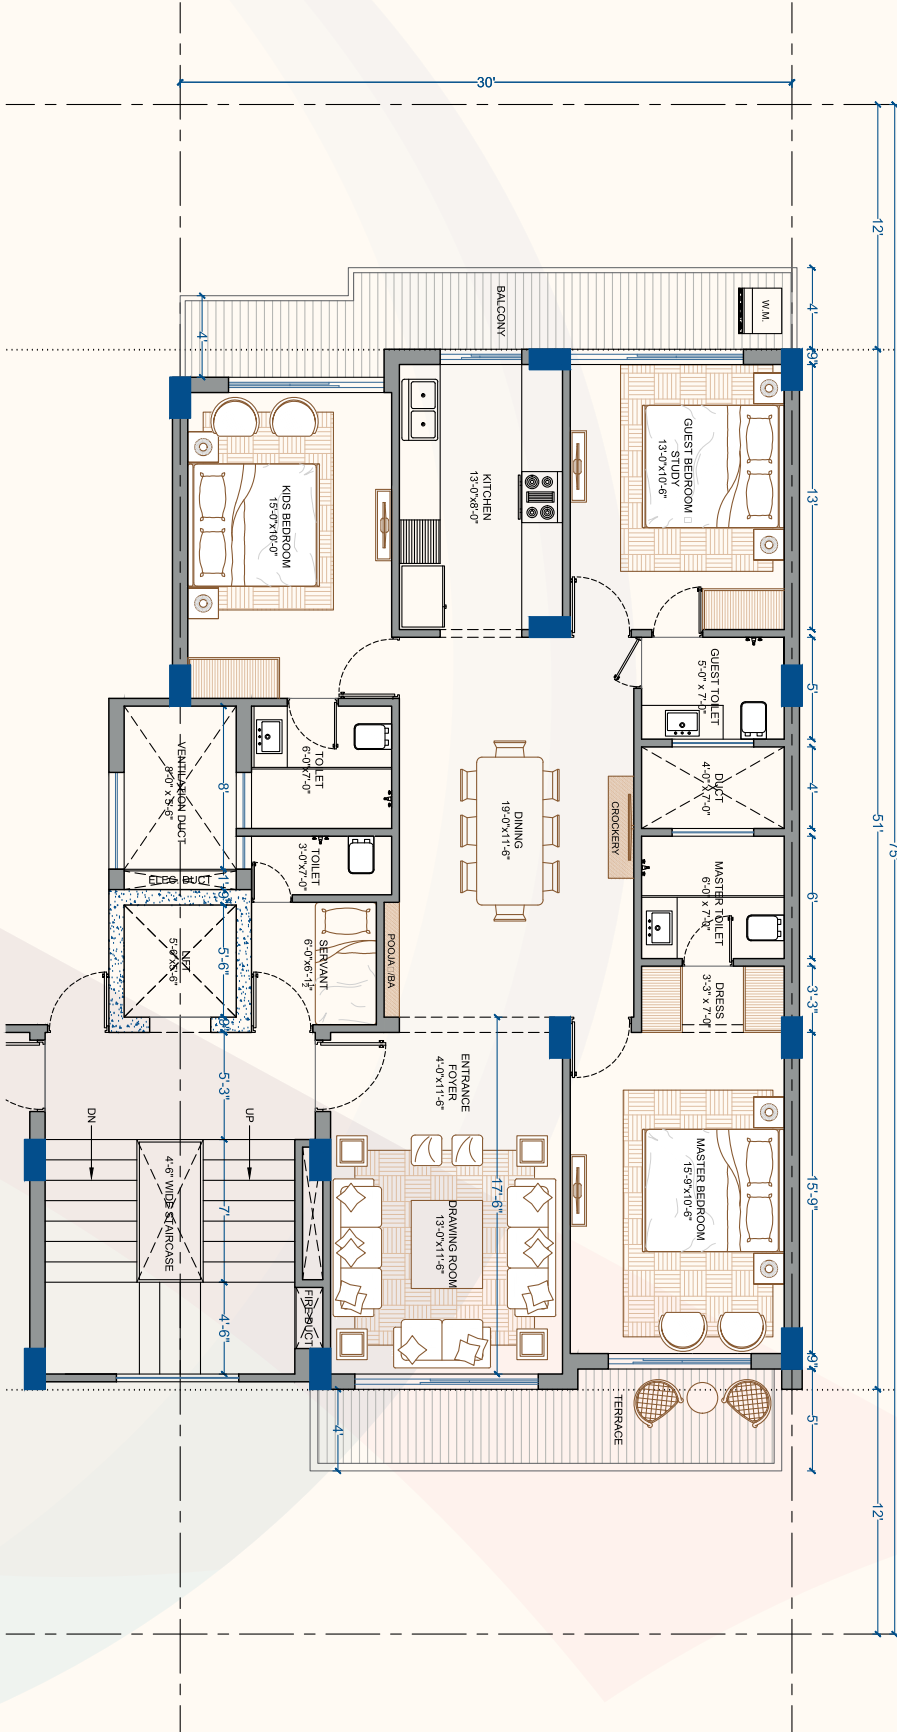 30'
12'
BALCONY
W.M.
4'
4'
9"
GUEST BEDROOM
STUDY
13'-0"x10'-6"
13'
KITCHEN
13'-0"x8'-0"
KIDS BEDROOM
15'-0"x10'-0"
GUEST TOILET
5'-0" x 7'-0"
5'
TOILET
6'-0"x7'-0"
VENTILATION DUCT
8'-0" x 5'-6"
8'
DUCT
4'-0"x7'-0"
4'
DINING
19'-0"x11'-6"
CROCKERY
51'
75'
TOILET
3'-0"x7'-0"
MASTER TOILET
6'-0" x 7'-0"
6'
ELEC. DUCT
1'-9"
LIFT
5'-6"x5'-6"
5'-6"
SERVANT
6'-0"x6'-1½"
POOJA /BA
DRESS
3'-3" x 7'-0"
3'-3"
9"
5'-3"
ENTRANCE
FOYER
4'-0"x11'-6"
DN
UP
4'-6" WIDE STAIRCASE
7'
17'-6"
MASTER BEDROOM
15'-9"x10'-6"
15'-9"
DRAWING ROOM
13'-0"x11'-6"
FIRE DUCT
4'-6"
9"
TERRACE
4'
5'
12'